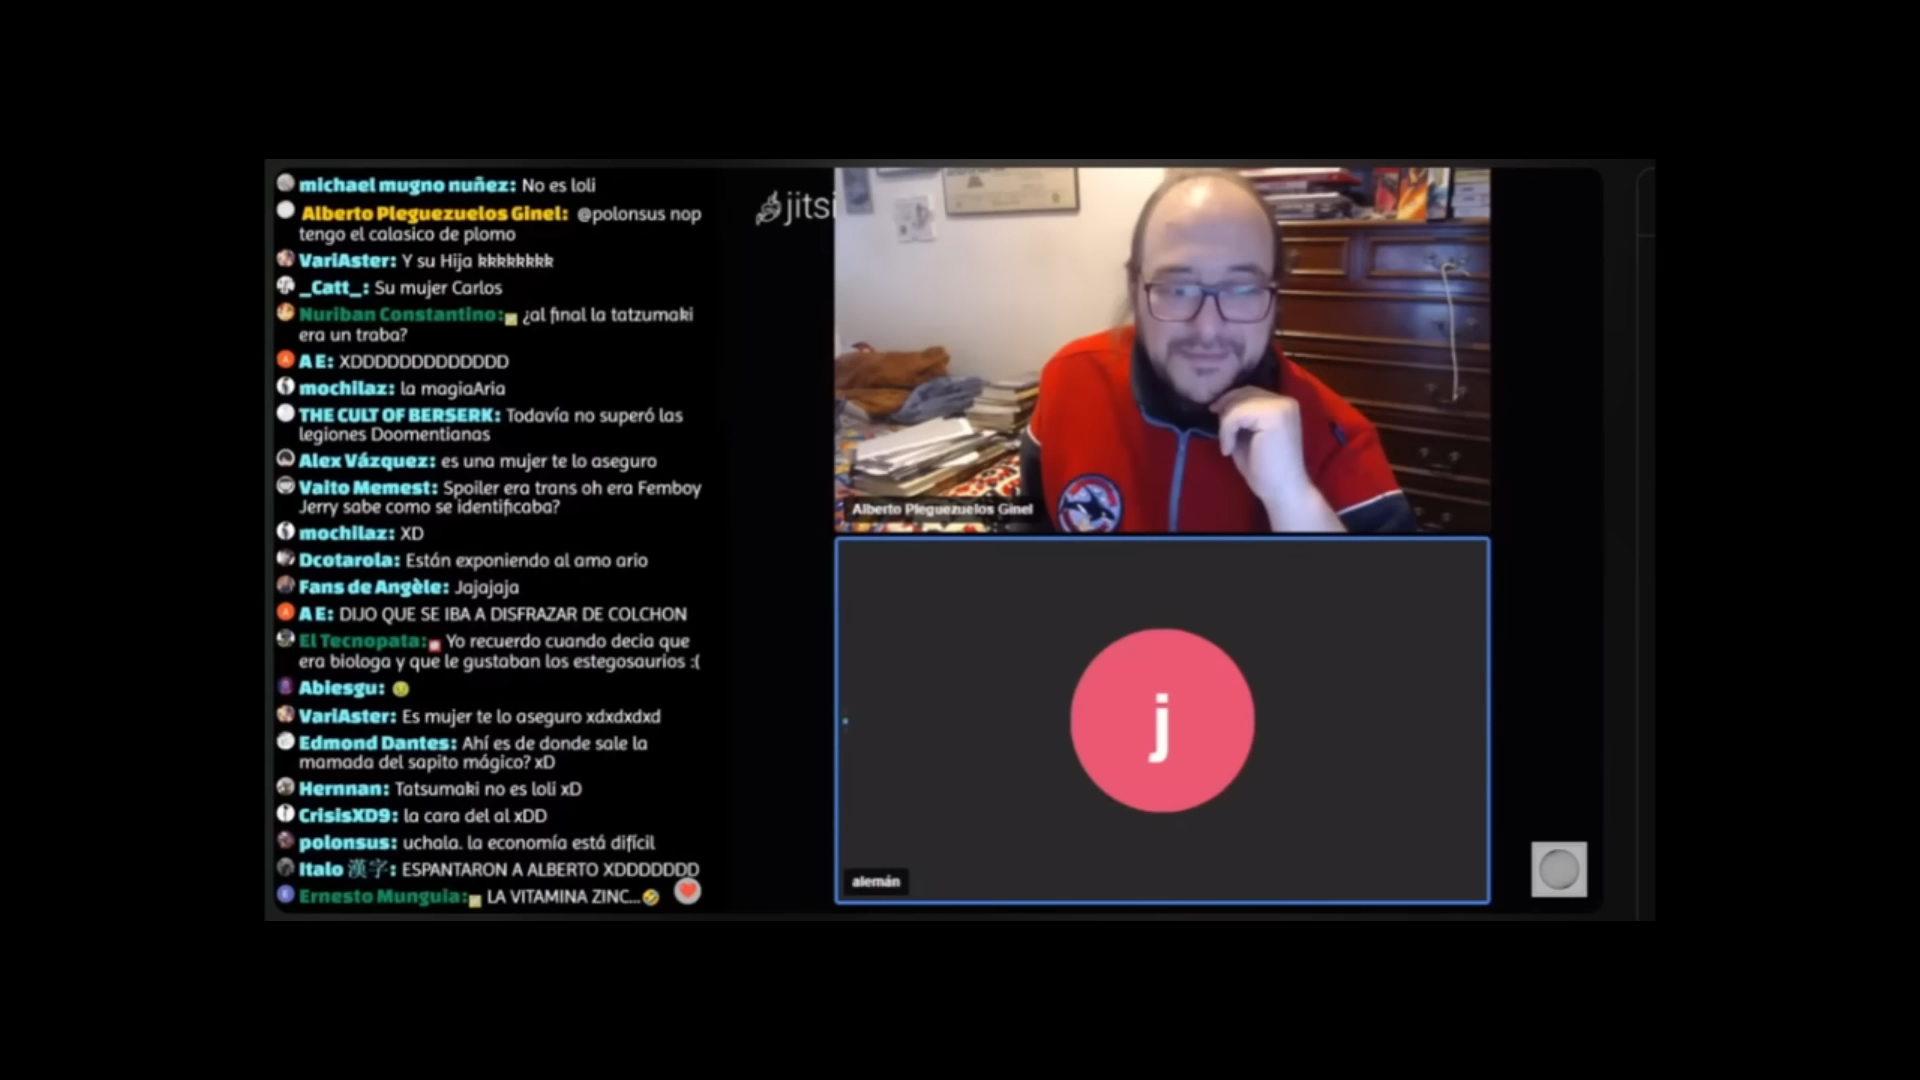 michael mugno nuñez: No es loli
Alberto Pleguezuelos Ginel: @polonsus nop
tengo el calasico de plomo
VariAster: Y su Hija kkkkkkkk
_Catt_: Su mujer Carlos
Nuriban Constantino: ¿al final la tatzumaki
era un traba?
A E: XDDDDDDDDDDDDD
mochilaz: la magiaAria
THE CULT OF BERSERK: Todavía no superó las
legiones Doomentianas
Alex Vázquez: es una mujer te lo aseguro
Valto Memest: Spoiler era trans oh era Femboy
Jerry sabe como se identificaba?
mochilaz: XD
Dcotarola: Están exponiendo al amo ario
Fans de Angèle: Jajajaja
A E: DIJO QUE SE IBA A DISFRAZAR DE COLCHON
El Tecnopata: Yo recuerdo cuando decia que
era biologa y que le gustaban los estegosaurios :(
Abiesgu: 🤢
VariAster: Es mujer te lo aseguro xdxdxdxd
Edmond Dantes: Ahí es de donde sale la
mamada del sapito mágico? xD
Hernnan: Tatsumaki no es loli xD
CrisisXD9: la cara del al xDD
polonsus: uchala. la economía está difícil
Italo 漢字: ESPANTARON A ALBERTO XDDDDDDD
Ernesto Munguia: LA VITAMINA ZINC...🤣
jitsi
Alberto Pleguezuelos Ginel
j
alemán